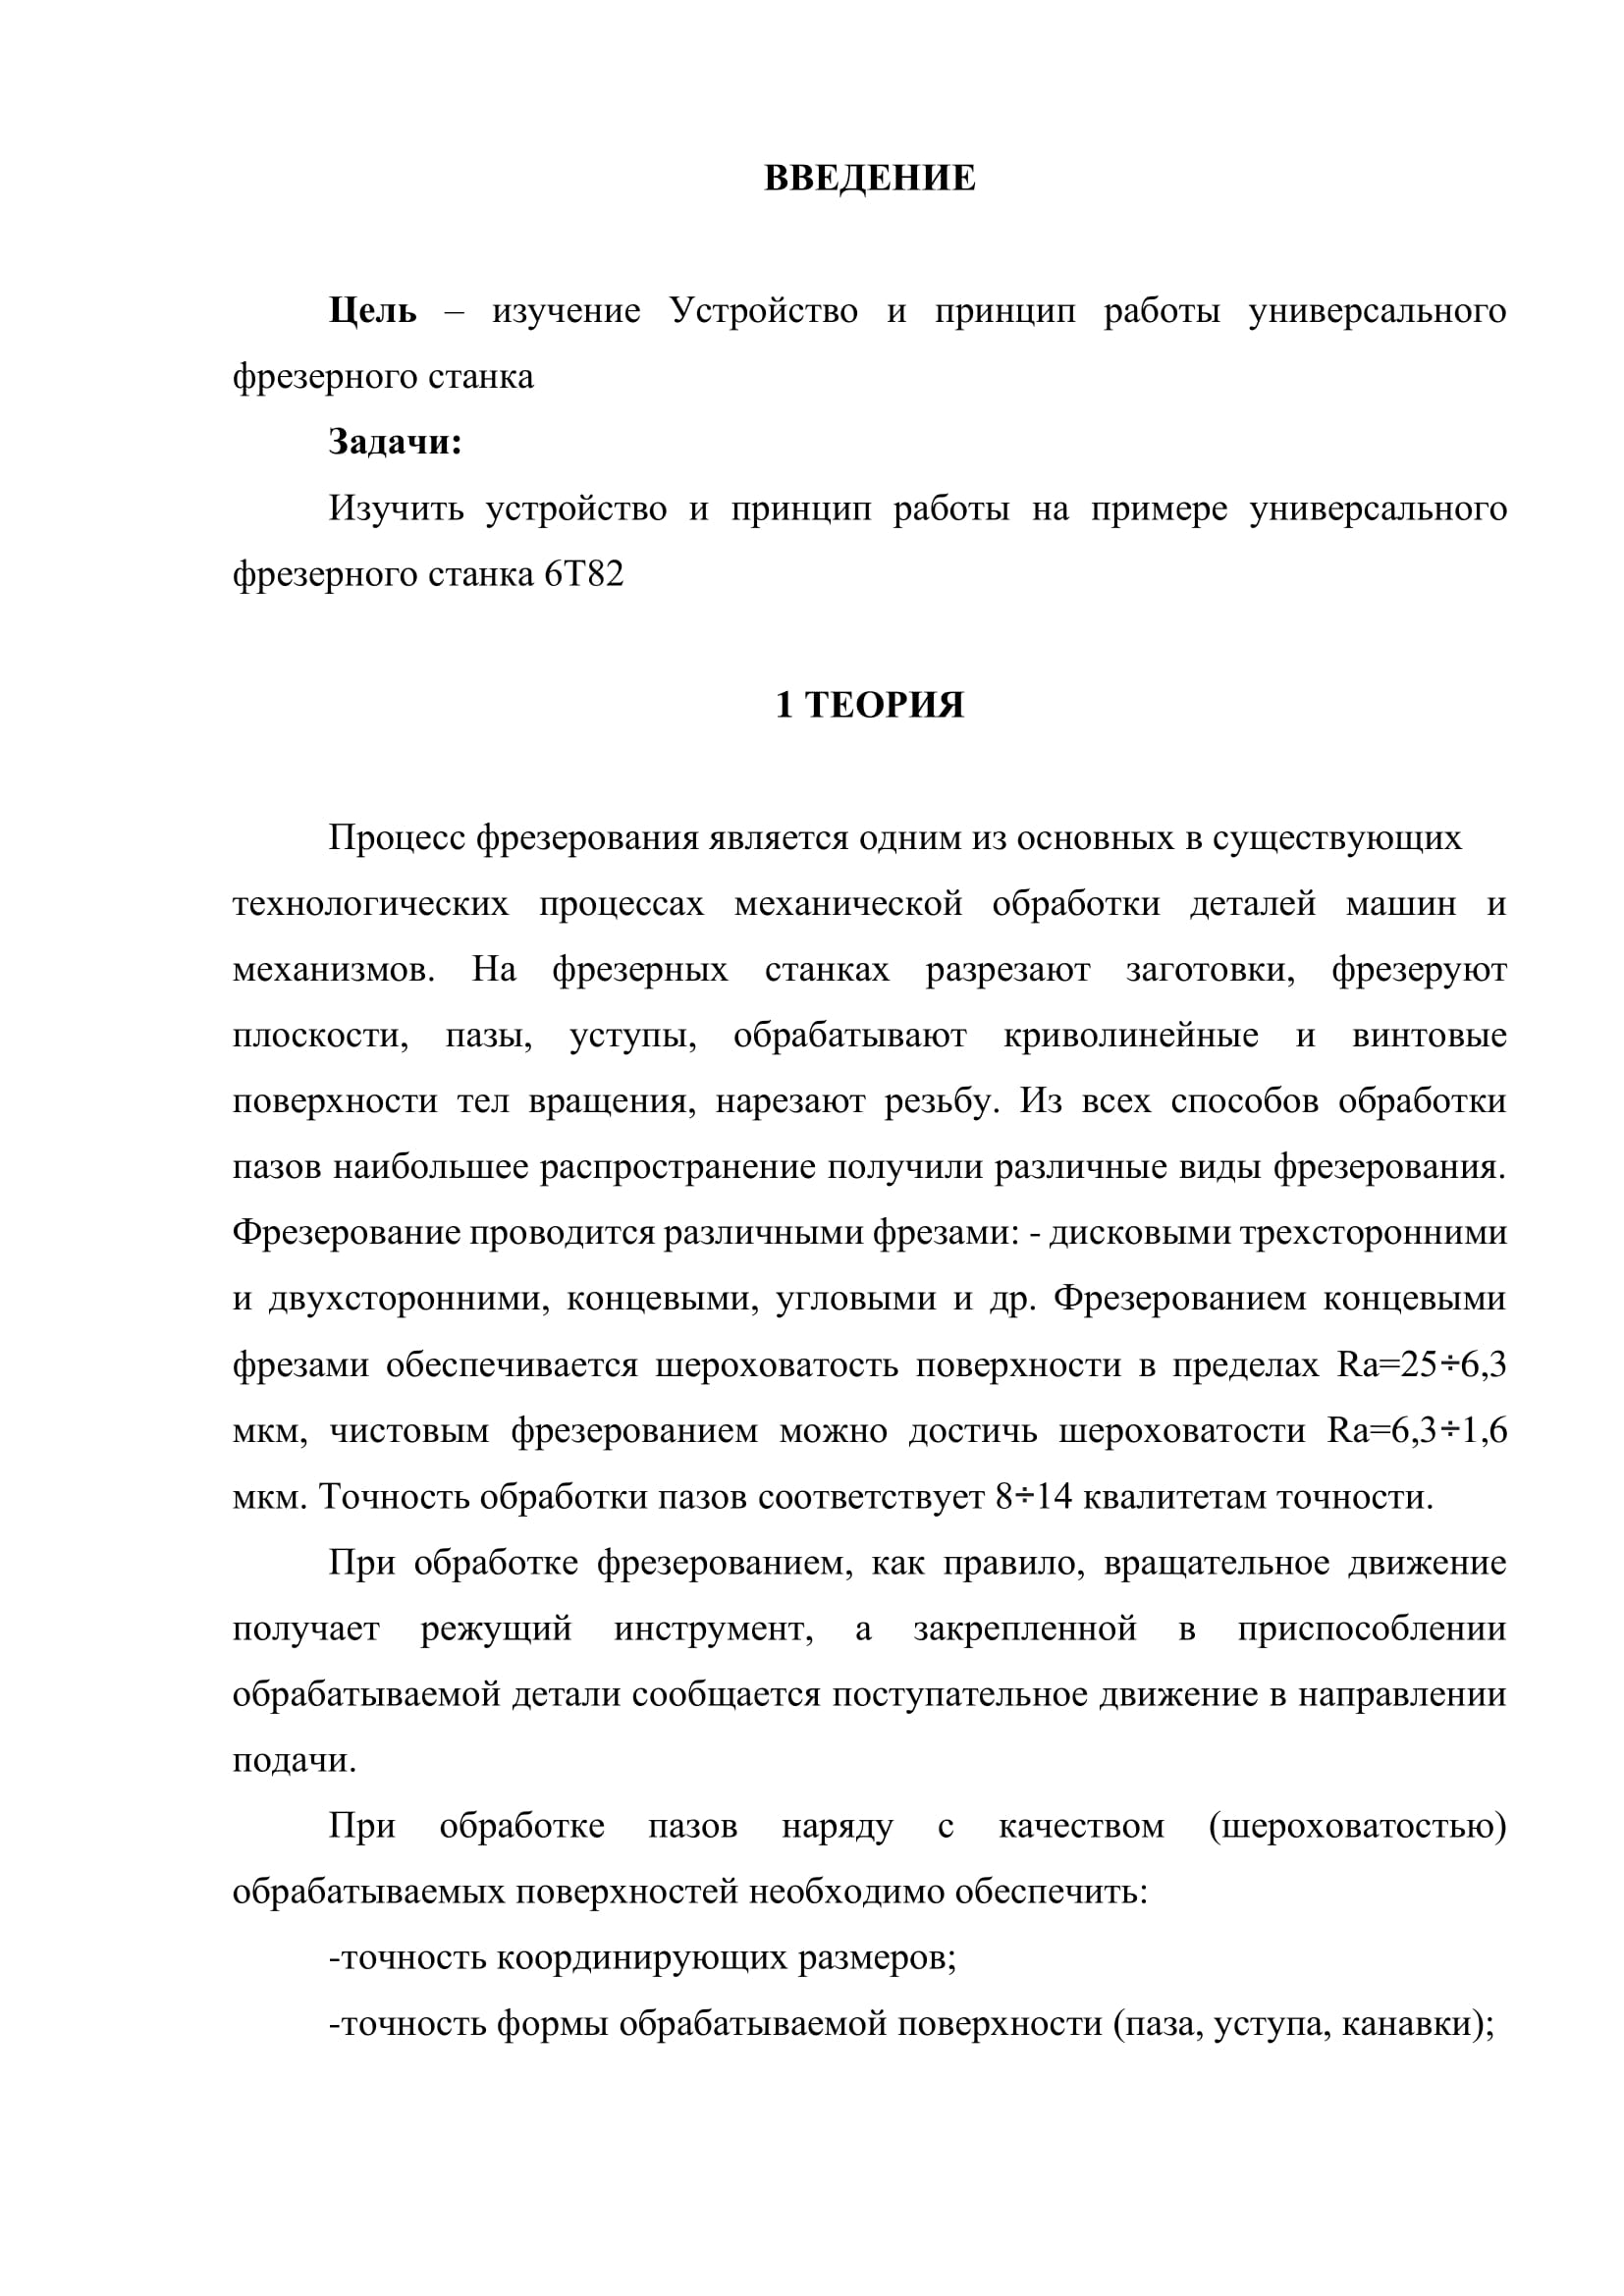 ВВЕДЕНИЕ
Цель – изучение Устройство и принцип работы универсального
фрезерного станка
Задачи:
Изучить устройство и принцип работы на примере универсального
фрезерного станка 6Т82
1 ТЕОРИЯ
Процесс фрезерования является одним из основных в существующих
технологических процессах механической обработки деталей машин и
механизмов. На фрезерных станках разрезают заготовки, фрезеруют
плоскости, пазы, уступы, обрабатывают криволинейные и винтовые
поверхности тел вращения, нарезают резьбу. Из всех способов обработки
пазов наибольшее распространение получили различные виды фрезерования.
Фрезерование проводится различными фрезами: - дисковыми трехсторонними
и двухсторонними, концевыми, угловыми и др. Фрезерованием концевыми
фрезами обеспечивается шероховатость поверхности в пределах Ra=25÷6,3
мкм, чистовым фрезерованием можно достичь шероховатости Ra=6,3÷1,6
мкм. Точность обработки пазов соответствует 8÷14 квалитетам точности.
При обработке фрезерованием, как правило, вращательное движение
получает режущий инструмент, а закрепленной в приспособлении
обрабатываемой детали сообщается поступательное движение в направлении
подачи.
При обработке пазов наряду с качеством (шероховатостью)
обрабатываемых поверхностей необходимо обеспечить:
-точность координирующих размеров;
-точность формы обрабатываемой поверхности (паза, уступа, канавки);